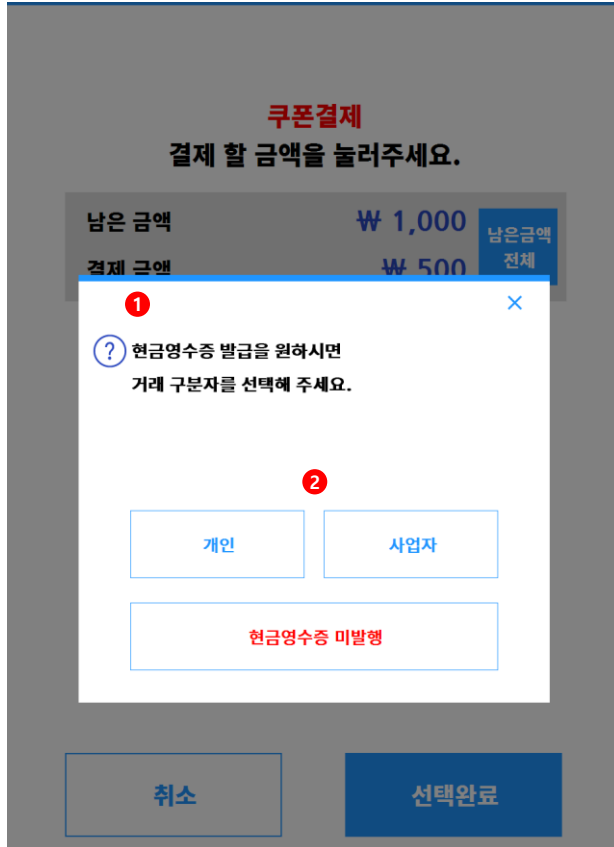 쿠폰결제
결제 할 금액을 눌러주세요.
남은 금액 ₩ 1,000
남은금액
전체
결제 금액 ₩ 500
1
×
? 현금영수증 발급을 원하시면
거래 구분자를 선택해 주세요.
2
개인 사업자
현금영수증 미발행
취소 선택완료